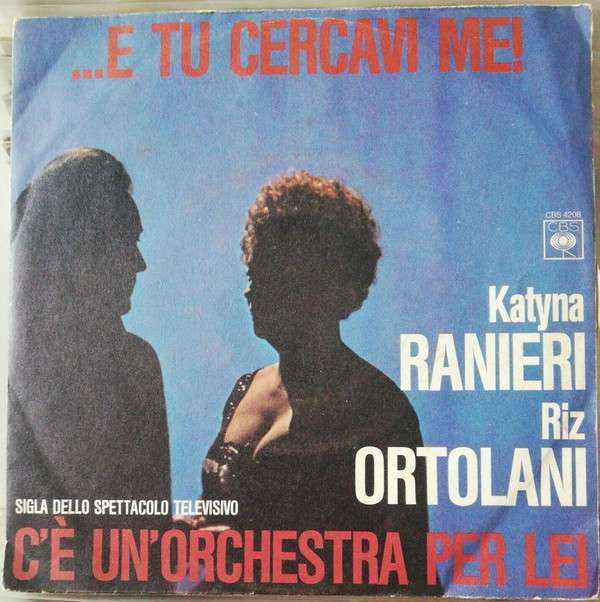 ...E TU CERCAVI ME!
CBS 4208
CBS
Katyna
RANIERI
Riz
ORTOLANI
SIGLA DELLO SPETTACOLO TELEVISIVO
C'È UN'ORCHESTRA PER LEI